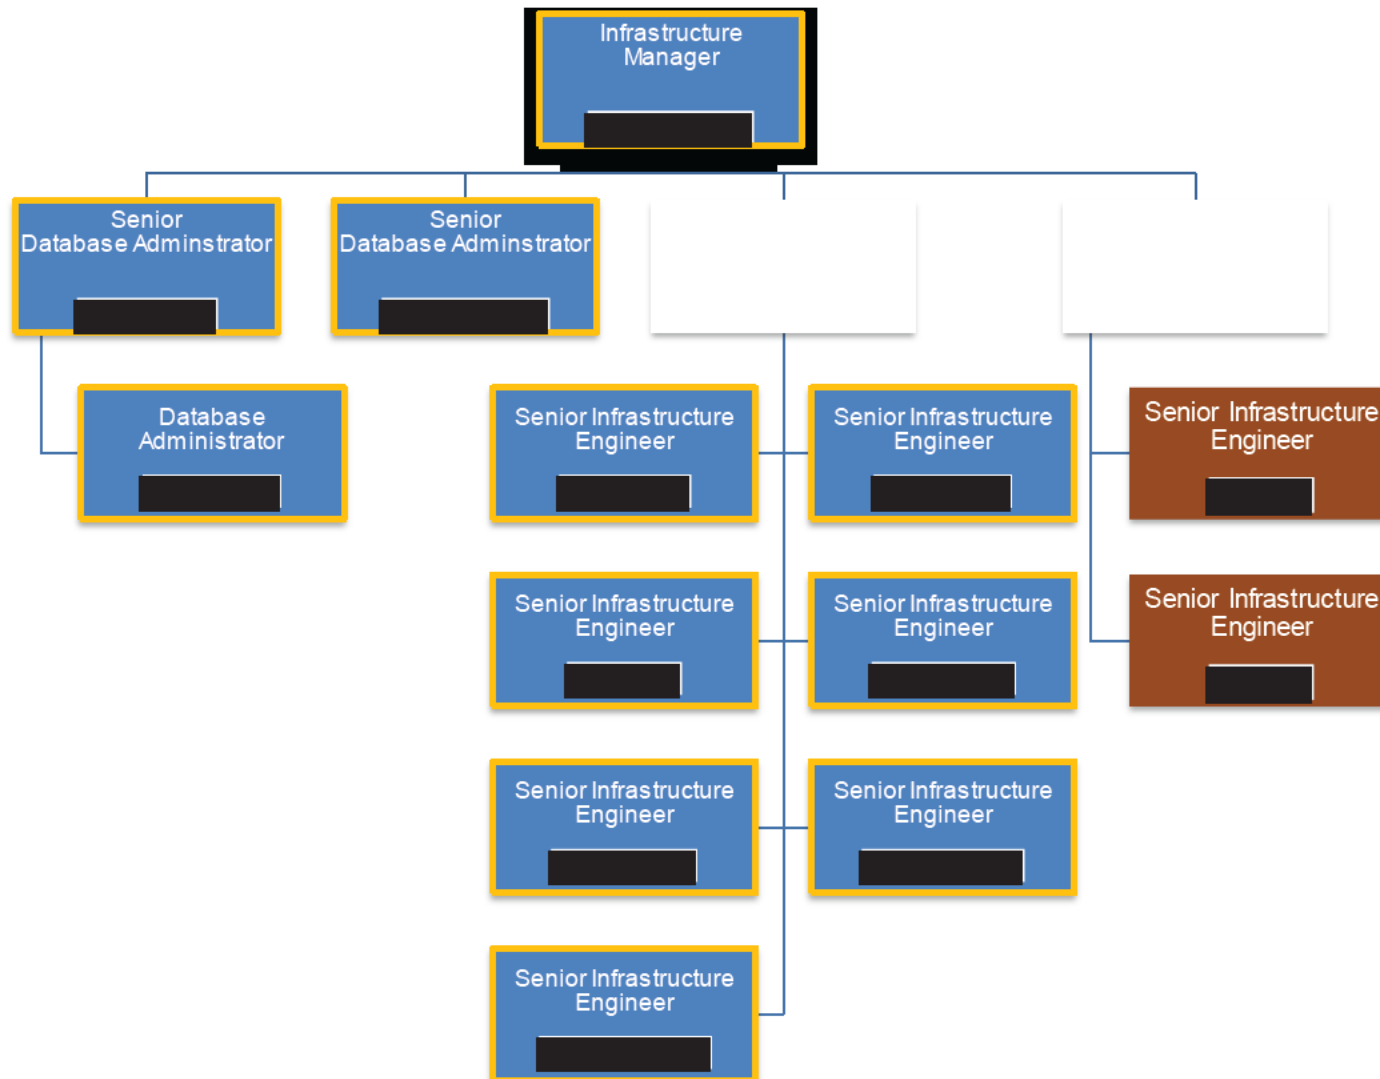 Infrastructure
Manager
Senior
Database Adminstrator
Senior
Database Adminstrator
Database
Administrator
Senior Infrastructure
Engineer
Senior Infrastructure
Engineer
Senior Infrastructure
Engineer
Senior Infrastructure
Engineer
Senior Infrastructure
Engineer
Senior Infrastructure
Engineer
Senior Infrastructure
Engineer
Senior Infrastructure
Engineer
Senior Infrastructure
Engineer